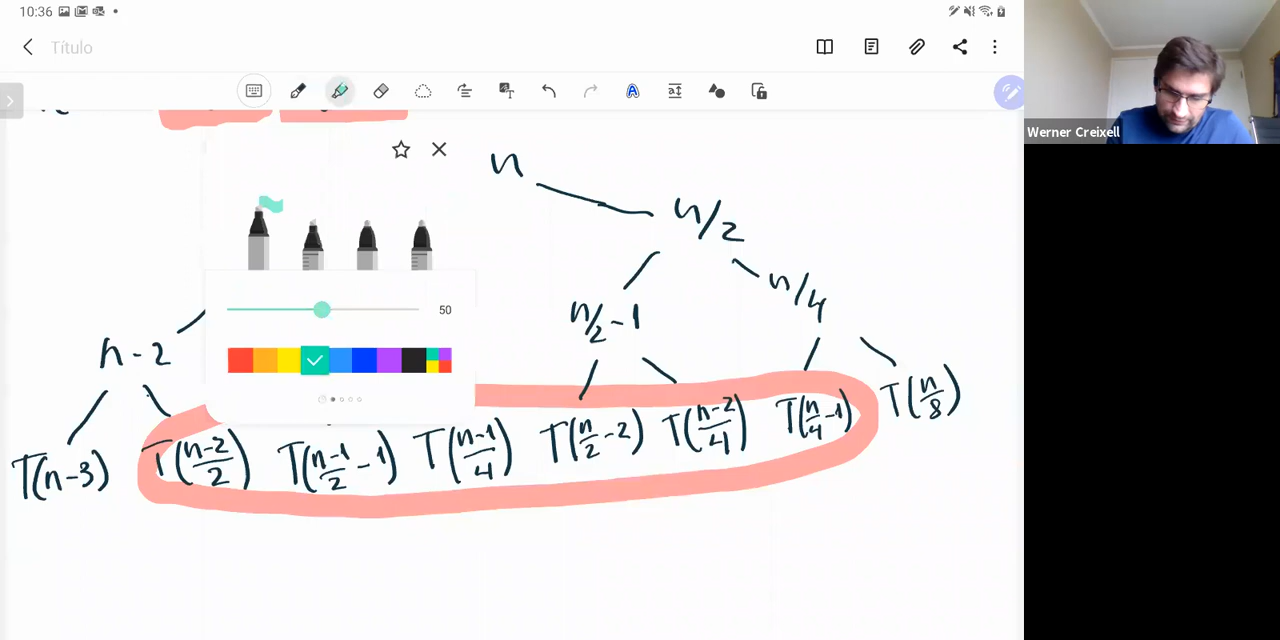 10:36
Título
50
Werner Creixell
n
n/2
n/2-1
n/4
n-2
T(n-3) T((n-2)/2) T((n-1)/2-1) T((n-1)/4) T(n/2-2) T((n-2)/4) T(n/4-1) T(n/8)